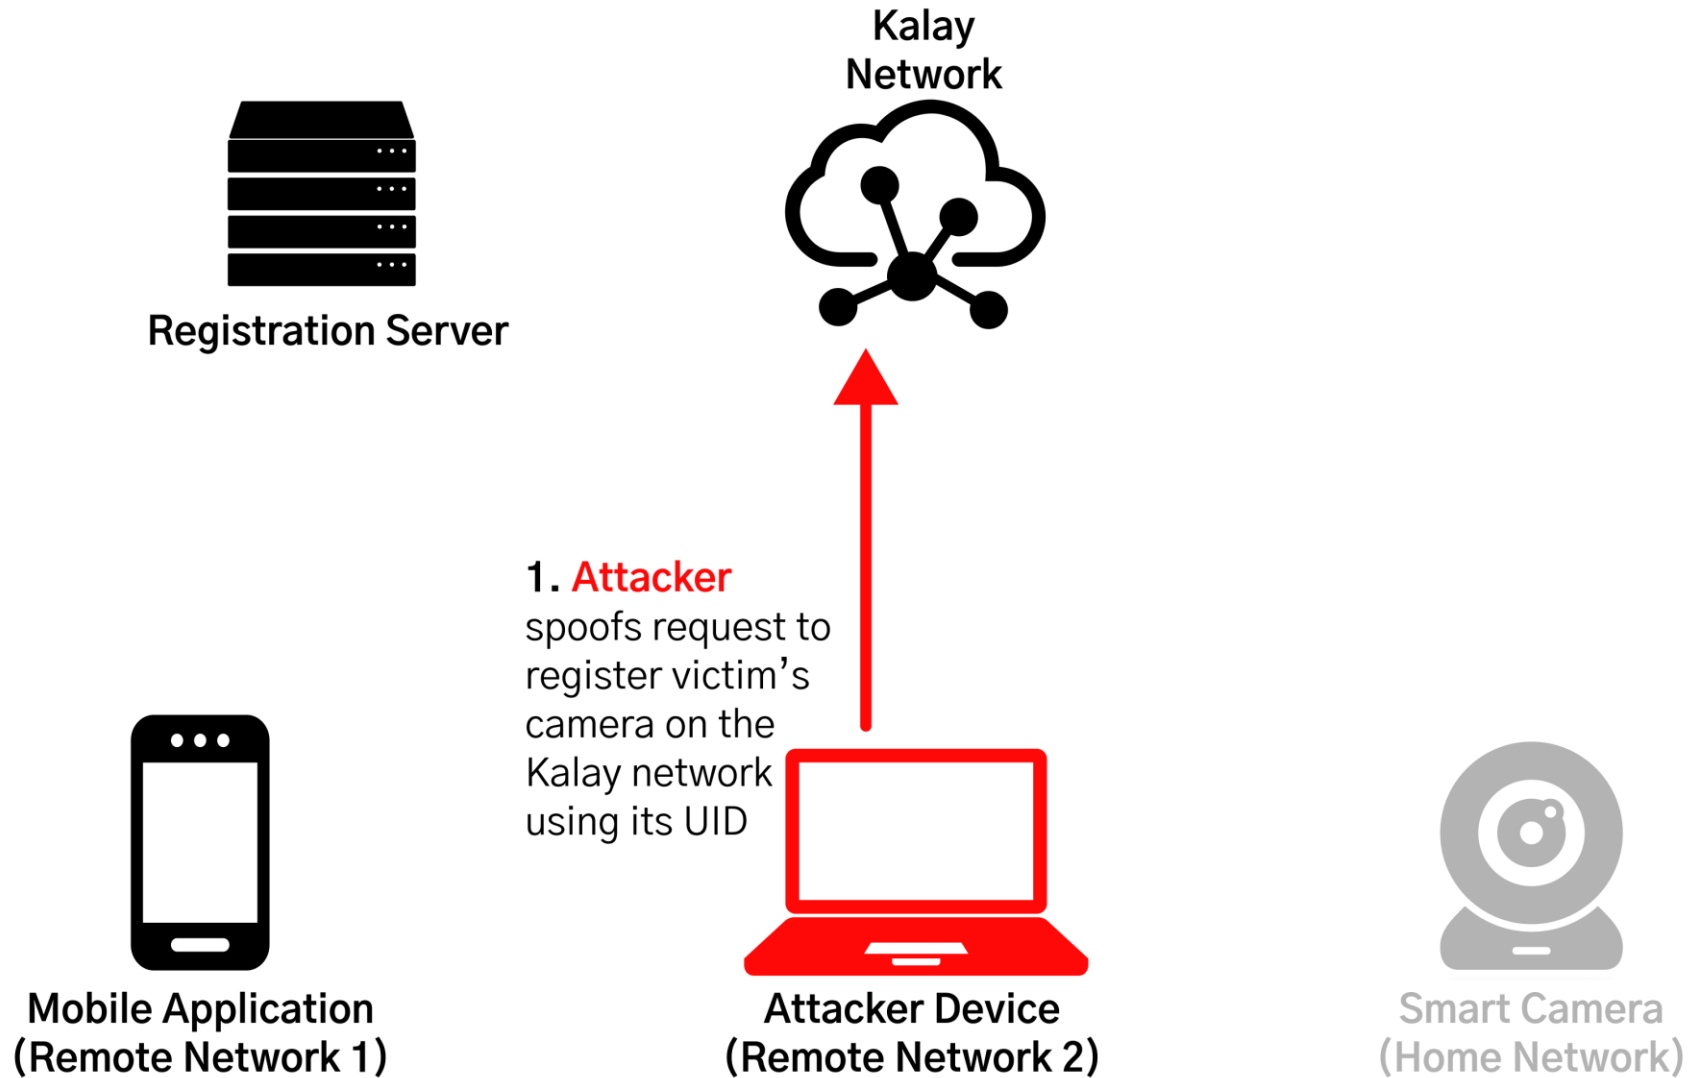 Kalay
Network
Registration Server
1. Attacker
spoofs request to
register victim’s
camera on the
Kalay network
using its UID
Mobile Application
(Remote Network 1)
Attacker Device
(Remote Network 2)
Smart Camera
(Home Network)